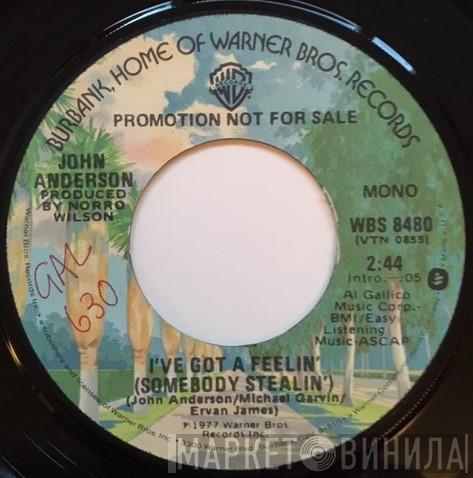 BURBANK, HOME OF WARNER BROS. RECORDS
PROMOTION NOT FOR SALE
JOHN
ANDERSON
PRODUCED
BY NORRO
WILSON
MONO
WBS 8480
(VTN 0855)
2:44
Intro.—:05
Al Gallico
Music Corp.-
BMI/Easy
Listening
Music-ASCAP
GAL
630
I'VE GOT A FEELIN'
(SOMEBODY STEALIN')
(John Anderson/Michael Garvin/
Ervan James)
℗ 1977 Warner Bros.
Records Inc.
МАРКЕТ ВИНИЛА